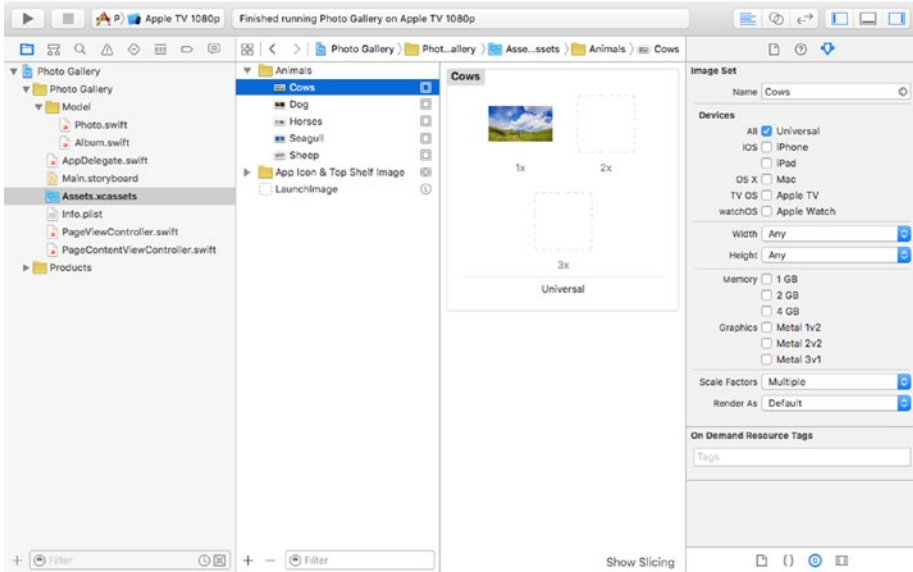 P) Apple TV 1080p
Finished running Photo Gallery on Apple TV 1080p
Photo Gallery
Phot...allery
Asse...ssets
Animals
Cows
Photo Gallery
Photo Gallery
Model
Photo.swift
Album.swift
AppDelegate.swift
Main.storyboard
Assets.xcassets
Info.plist
PageViewController.swift
PageContentViewController.swift
Products
Filter
Animals
Cows
Dog
Horses
Seagull
Sheep
App Icon & Top Shelf Image
LaunchImage
Filter
Cows
1x
2x
3x
Universal
Show Slicing
Image Set
Name Cows
Devices
All Universal
iOS iPhone
iPad
OS X Mac
TV OS Apple TV
watchOS Apple Watch
Width Any
Height Any
Memory 1 GB
2 GB
4 GB
Graphics Metal 1v2
Metal 2v2
Metal 3v1
Scale Factors Multiple
Render As Default
On Demand Resource Tags
Tags